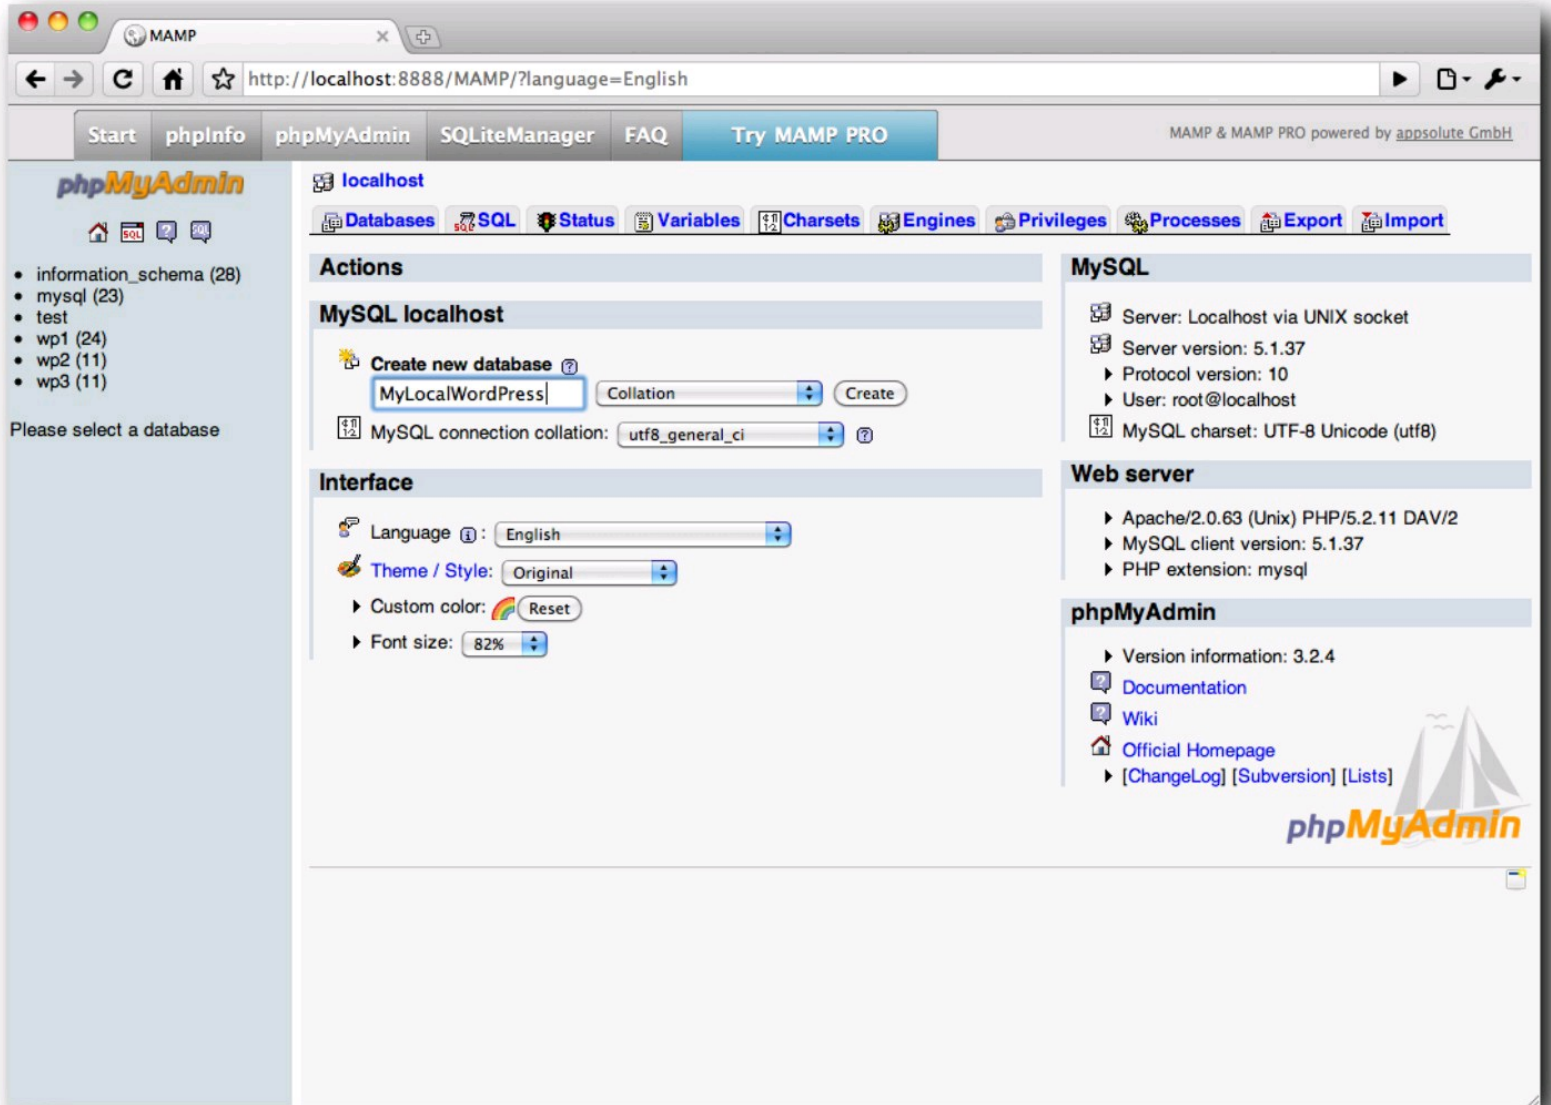 MAMP
http://localhost:8888/MAMP/?language=English
Start phpInfo phpMyAdmin SQLiteManager FAQ Try MAMP PRO
MAMP & MAMP PRO powered by appsolute GmbH
phpMyAdmin
SQL SQL
information_schema (28)
mysql (23)
test
wp1 (24)
wp2 (11)
wp3 (11)
Please select a database
localhost
Databases SQL Status Variables Charsets Engines Privileges Processes Export Import
Actions
MySQL localhost
Create new database
MyLocalWordPress Collation Create
MySQL connection collation: utf8_general_ci
Interface
Language : English
Theme / Style: Original
Custom color: Reset
Font size: 82%
MySQL
Server: Localhost via UNIX socket
Server version: 5.1.37
Protocol version: 10
User: root@localhost
MySQL charset: UTF-8 Unicode (utf8)
Web server
Apache/2.0.63 (Unix) PHP/5.2.11 DAV/2
MySQL client version: 5.1.37
PHP extension: mysql
phpMyAdmin
Version information: 3.2.4
Documentation
Wiki
Official Homepage
[ChangeLog] [Subversion] [Lists]
phpMyAdmin